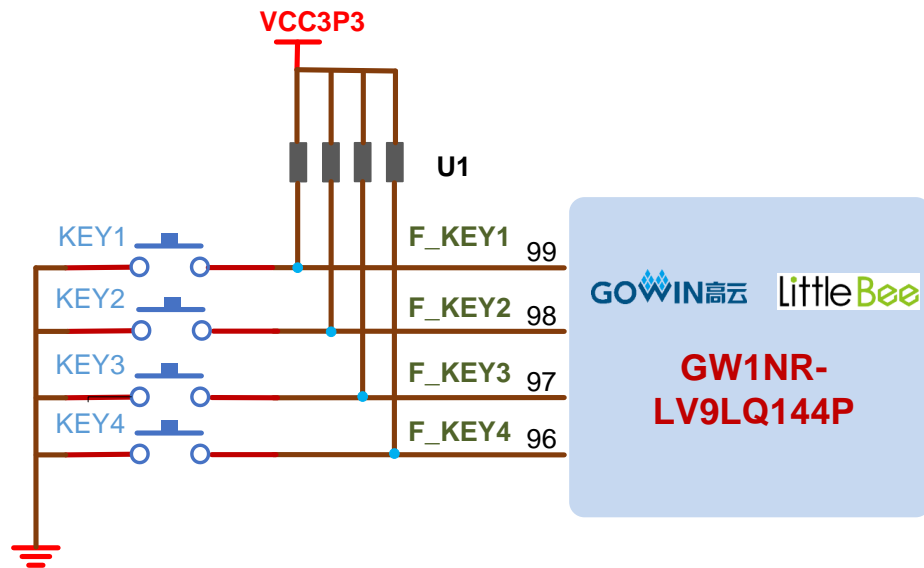 VCC3P3
U1
KEY1
F_KEY1
99
KEY2
F_KEY2
98
KEY3
F_KEY3
97
KEY4
F_KEY4
96
GOWIN高云
LittleBee
GW1NR-
LV9LQ144P